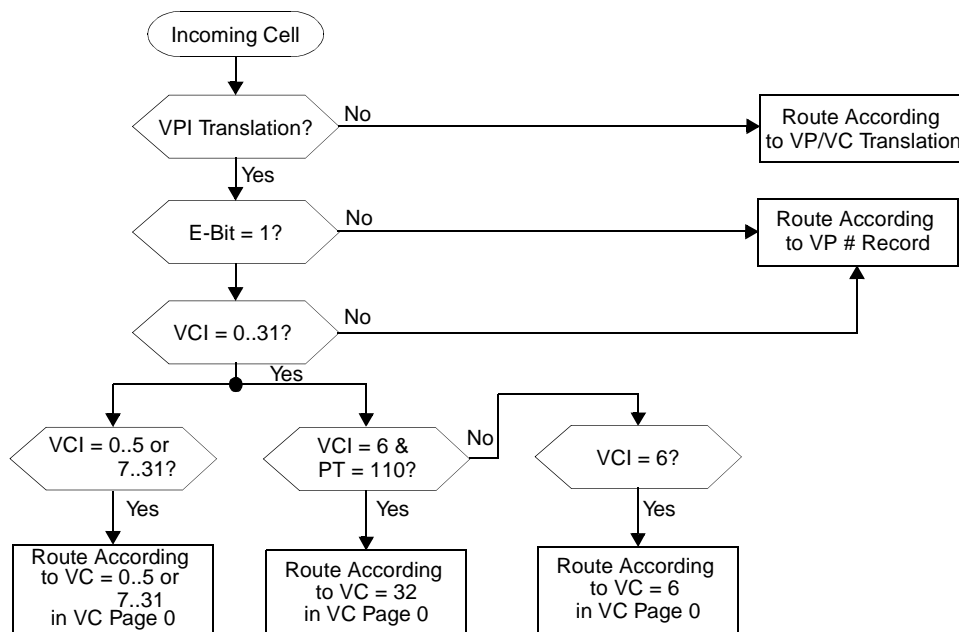 Incoming Cell
VPI Translation?
No
Route According
to VP/VC Translation
Yes
E-Bit = 1?
No
Route According
to VP # Record
VCI = 0..31?
No
Yes
VCI = 0..5 or
7..31?
VCI = 6 &
PT = 110?
No
VCI = 6?
Yes
Yes
Yes
Route According
to VC = 0..5 or
7..31
in VC Page 0
Route According
to VC = 32
in VC Page 0
Route According
to VC = 6
in VC Page 0